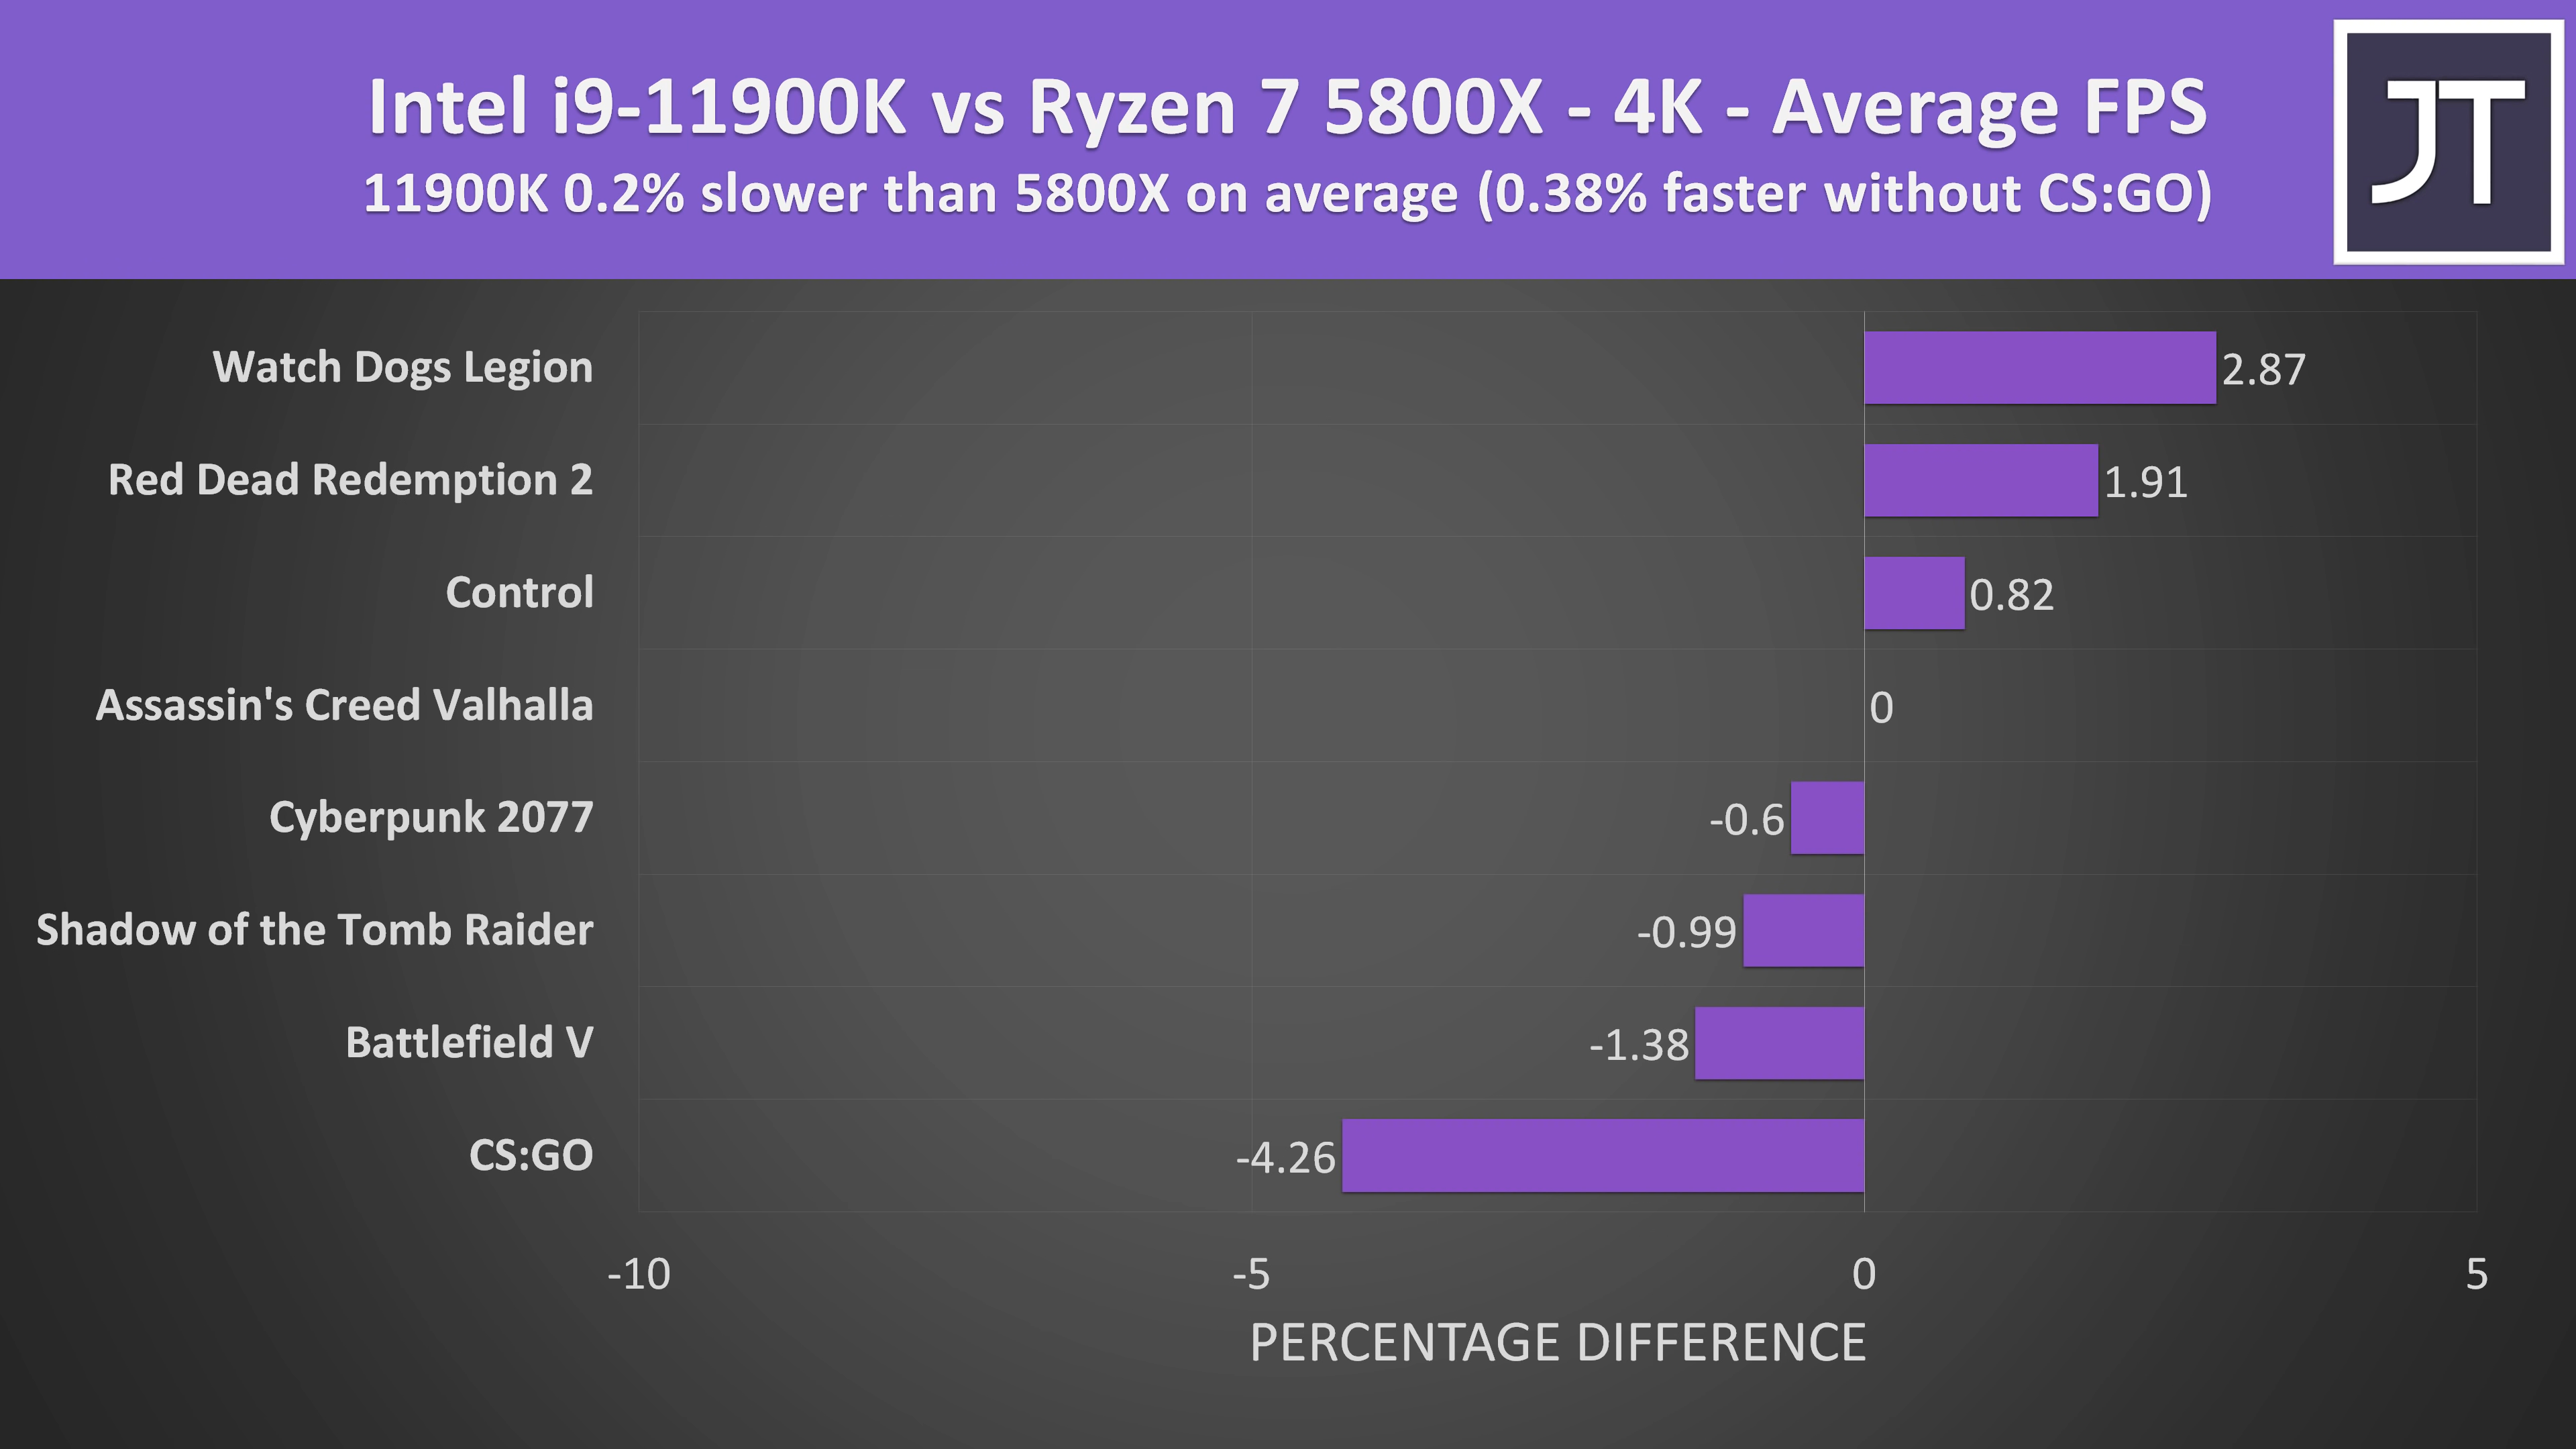 Intel i9-11900K vs Ryzen 7 5800X - 4K - Average FPS
11900K 0.2% slower than 5800X on average (0.38% faster without CS:GO)
JT
Watch Dogs Legion
2.87
Red Dead Redemption 2
1.91
Control
0.82
Assassin's Creed Valhalla
0
Cyberpunk 2077
-0.6
Shadow of the Tomb Raider
-0.99
Battlefield V
-1.38
CS:GO
-4.26
-10 -5 0 5
PERCENTAGE DIFFERENCE